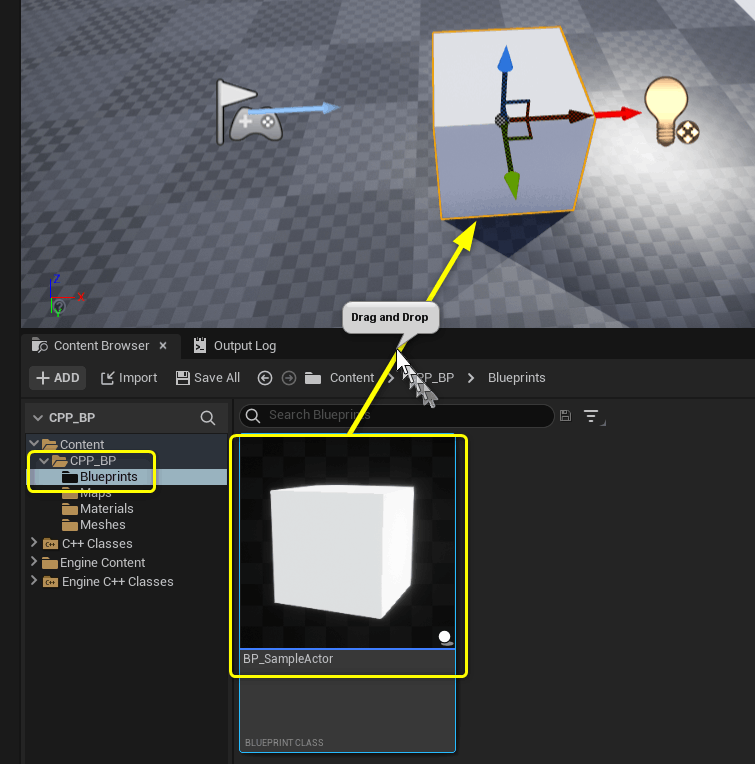 Z
X
Y
Drag and Drop
Content Browser
Output Log
ADD
Import
Save All
Content
CPP_BP
Blueprints
CPP_BP
Search Blueprints
Content
CPP_BP
Blueprints
Maps
Materials
Meshes
C++ Classes
Engine Content
Engine C++ Classes
BP_SampleActor
BLUEPRINT CLASS